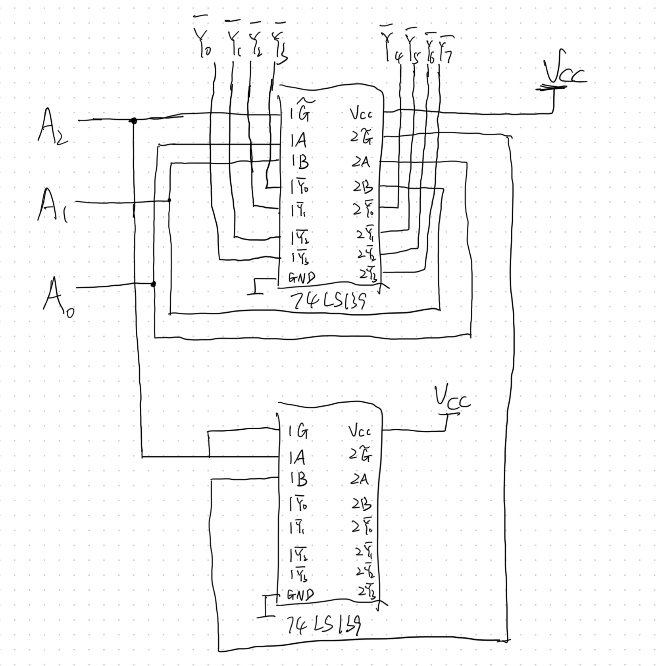 Y̅₀ Y̅₁ Y̅₂ Y̅₃ Y̅₄ Y̅₅ Y̅₆ Y̅₇
Vcc
A₂
A₁
A₀
1G̃ Vcc
1A 2G̃
1B 2A
1Y̅₀ 2B
1Y̅₁ 2Y̅₀
1Y̅₂ 2Y̅₁
1Y̅₃ 2Y̅₂
GND 2Y̅₃
74LS139
Vcc
1G Vcc
1A 2G̃
1B 2A
1Y̅₀ 2B
1Y̅₁ 2Y̅₀
1Y̅₂ 2Y̅₁
1Y̅₃ 2Y̅₂
GND 2Y̅₃
74LS139